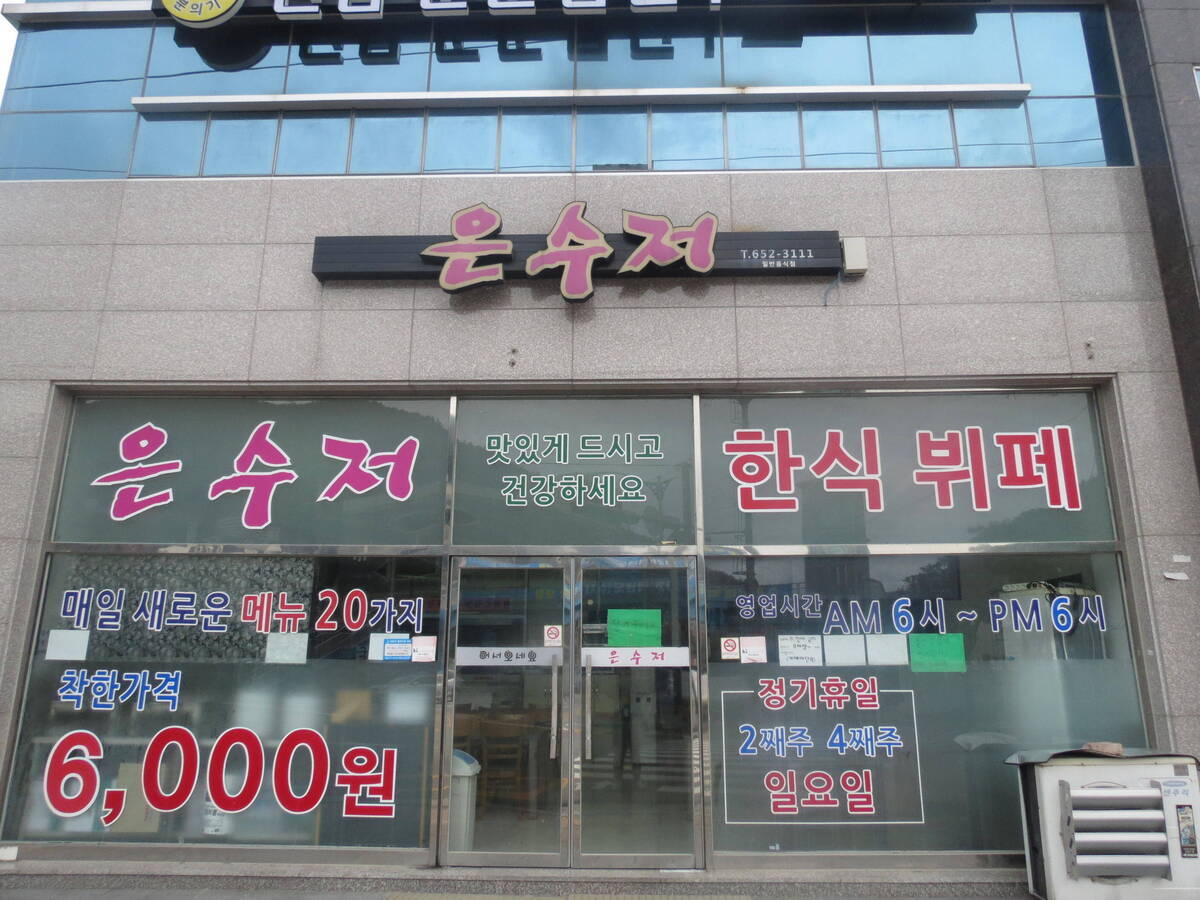 은수저
T.652-3111
일반음식점
은수저
맛있게 드시고
건강하세요
한식 뷔페
매일 새로운 메뉴 20가지
착한가격
6,000원
어서오세요
은수저
영업시간 AM 6시 ~ PM 6시
정기휴일
2째주 4째주
일요일